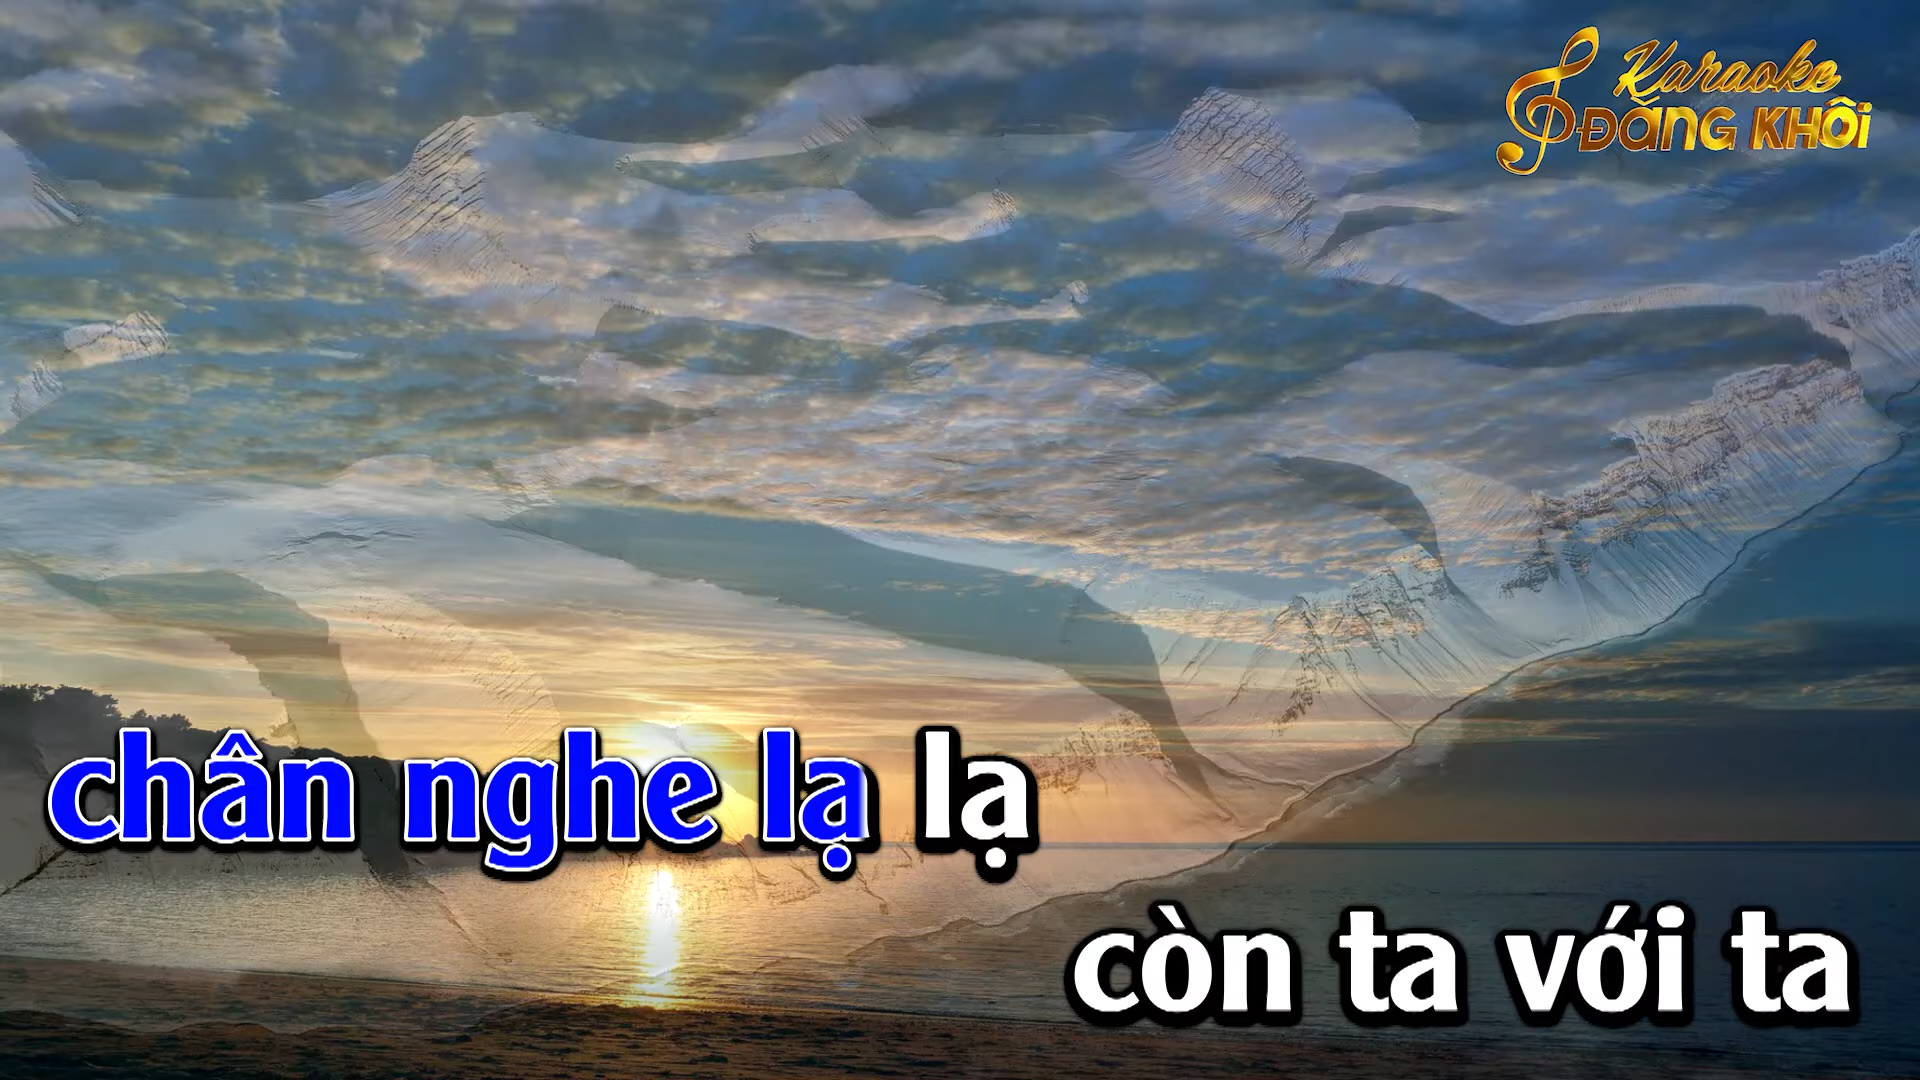 Karaoke
ĐĂNG KHÔI
chân nghe lạ lạ
còn ta với ta